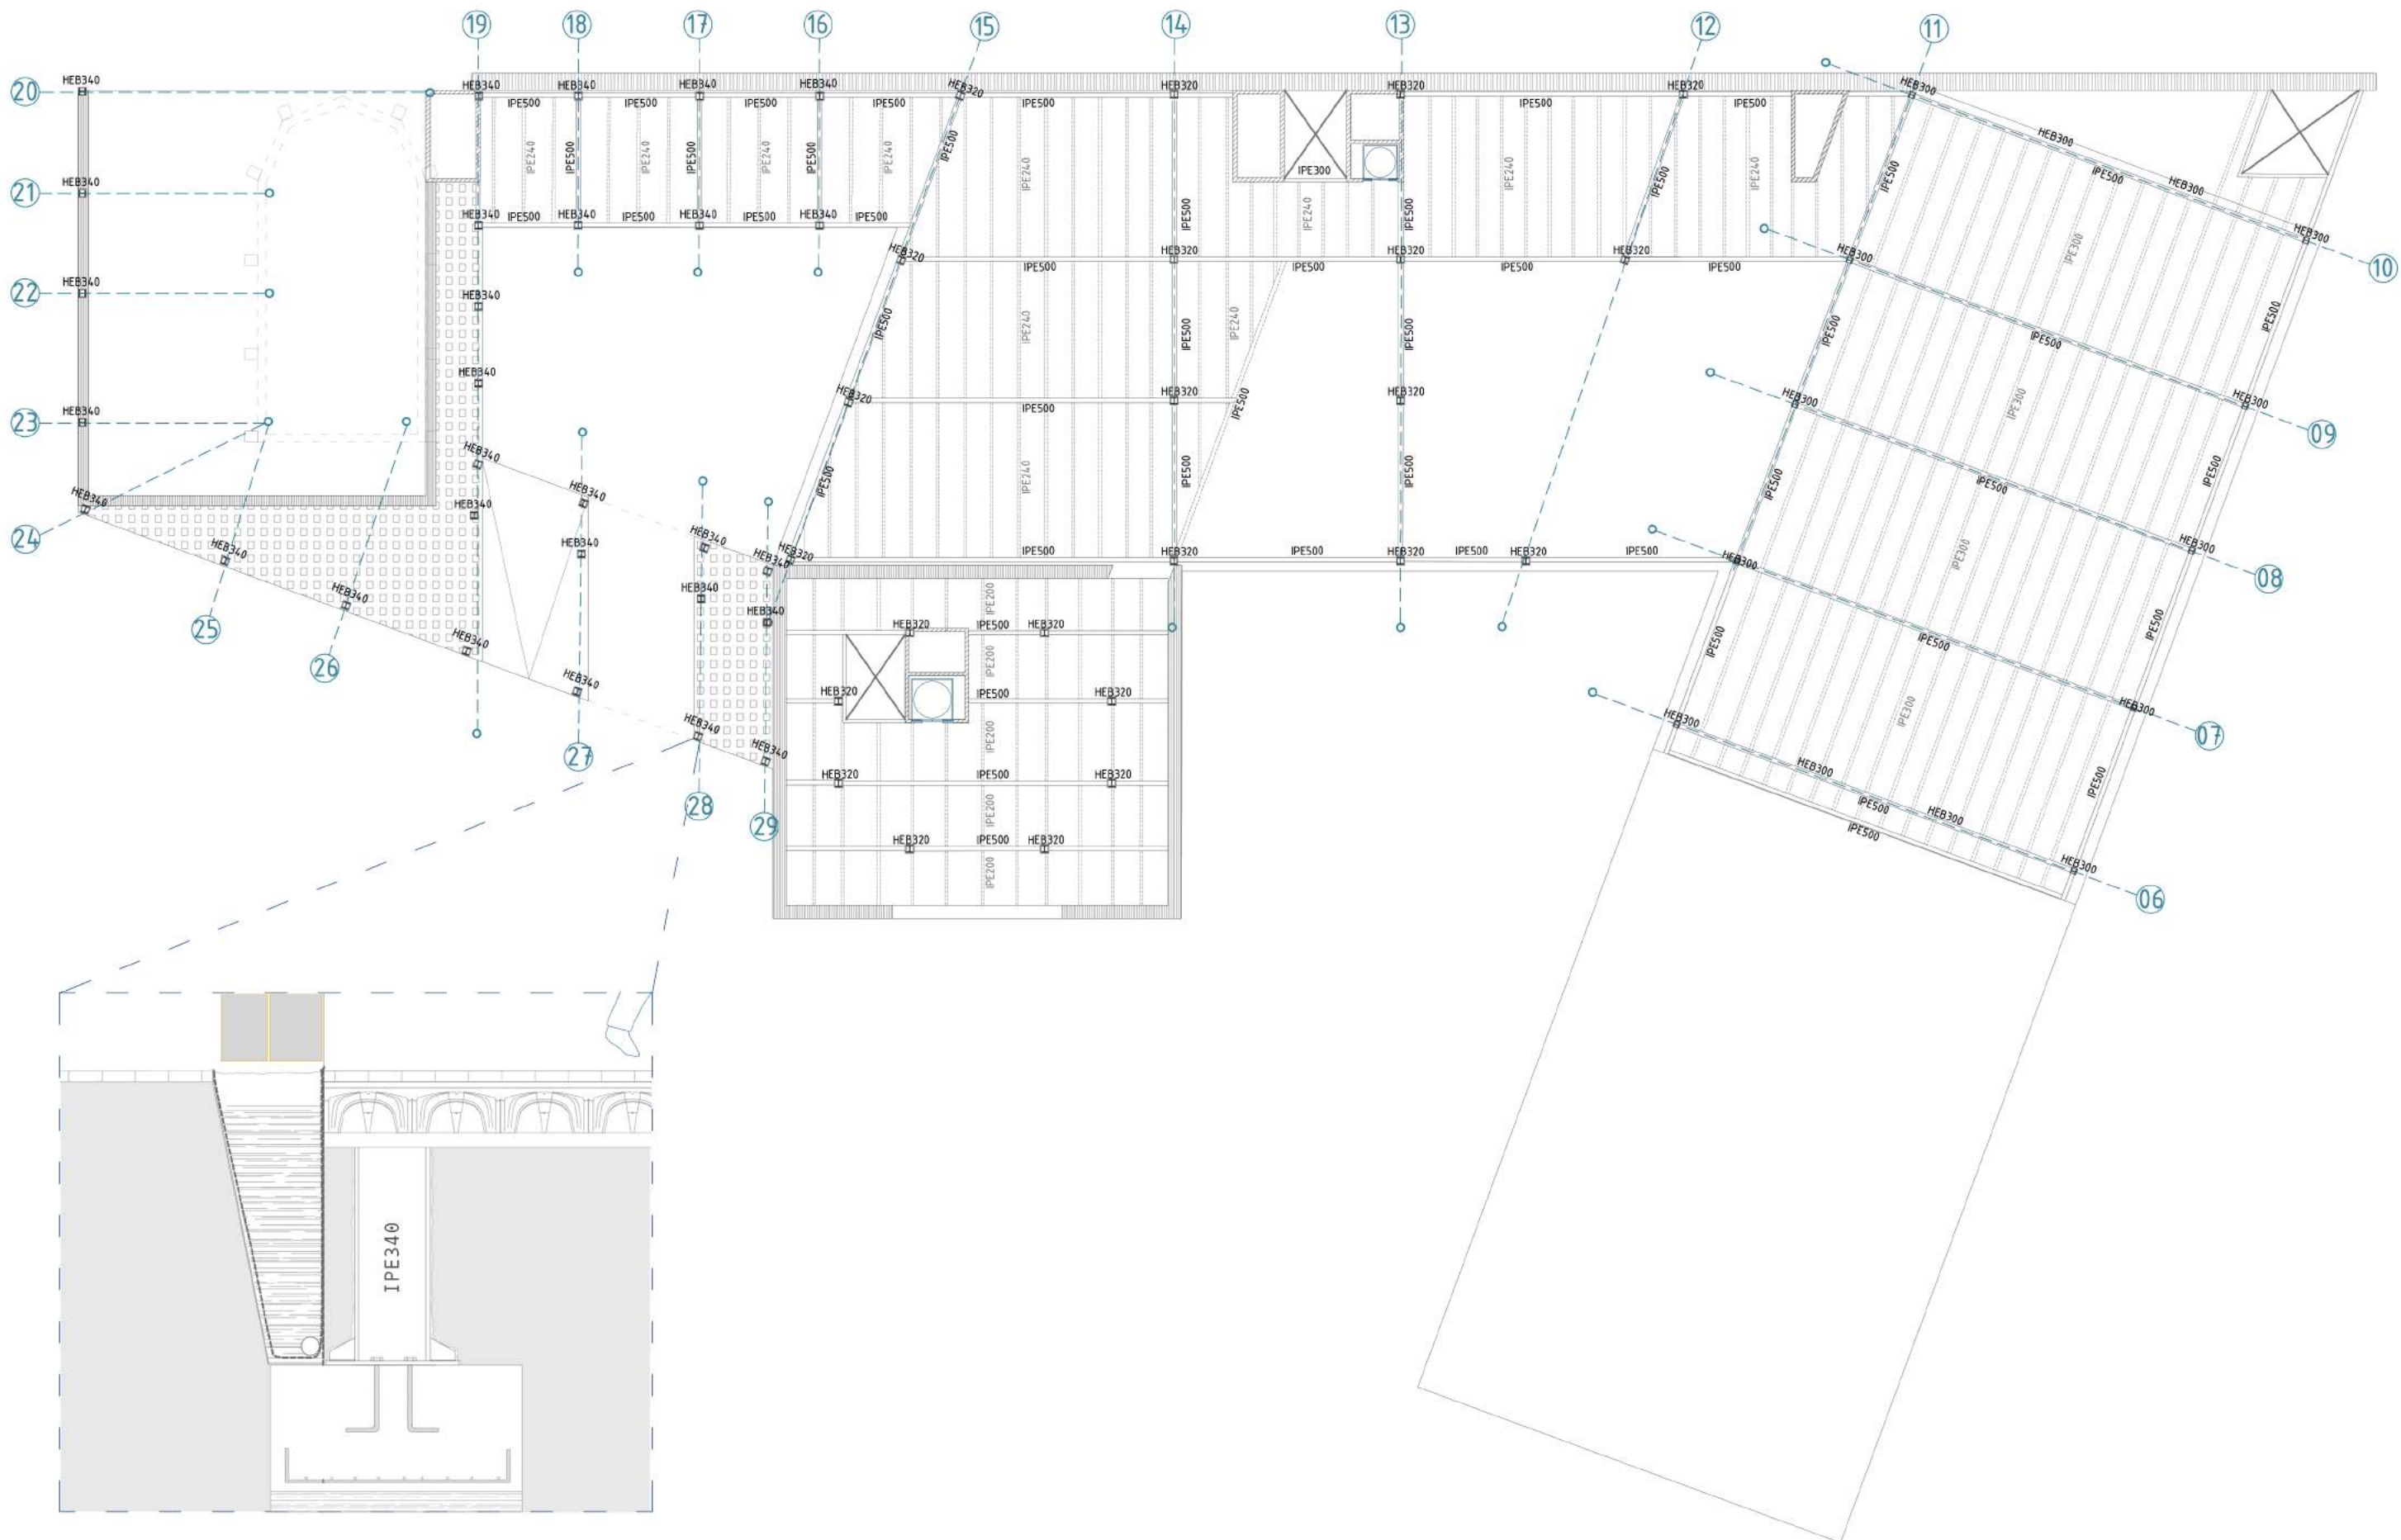 19 18 17 16 15 14 13 12 11
20 HEB340 HEB340 HEB340 HEB340 HEB340 HEB320 HEB320 HEB320 HEB320 HEB300
IPE500 IPE500 IPE500 IPE500 IPE500 IPE500 IPE500
HEB300
IPE240 IPE500 IPE240 IPE500 IPE240 IPE500 IPE240 IPE500 IPE240 IPE300 IPE240 IPE500 IPE240 IPE500 IPE500 HEB300
21 HEB340
HEB340 HEB340 HEB340 HEB340 IPE500 IPE240 IPE500 HEB300
IPE500 IPE500 IPE500 IPE500
HEB320 HEB320 HEB320 HEB320 HEB300 IPE300 10
IPE500 IPE500 IPE500 IPE500
22 HEB340 HEB340
IPE500 IPE240 IPE500 IPE240 IPE500 IPE500 IPE500 IPE500
HEB340
HEB320 HEB320 HEB320 HEB300 IPE300 HEB300
23 HEB340 IPE500 IPE500 09
HEB340
HEB340 HEB340 IPE500 IPE240 IPE500 IPE500 IPE500 IPE500 IPE500
24 HEB340 HEB340
HEB340 HEB340 HEB340 HEB340 HEB320 IPE500 HEB320 IPE500 HEB320 IPE500 HEB320 IPE500 HEB300 IPE300 HEB300
08
HEB340 HEB340 HEB340 IPE200
25 HEB320 IPE500 HEB320 IPE500 IPE500 IPE500
26 HEB340 IPE200
HEB340 HEB320 IPE500 HEB320 HEB300 IPE300 HEB300
27 HEB340 HEB340 IPE200 07
HEB320 IPE500 HEB320 HEB300 IPE500
28 29 IPE200 IPE500 HEB300
HEB320 IPE500 HEB320 IPE500
IPE200 HEB300 06
IPE340